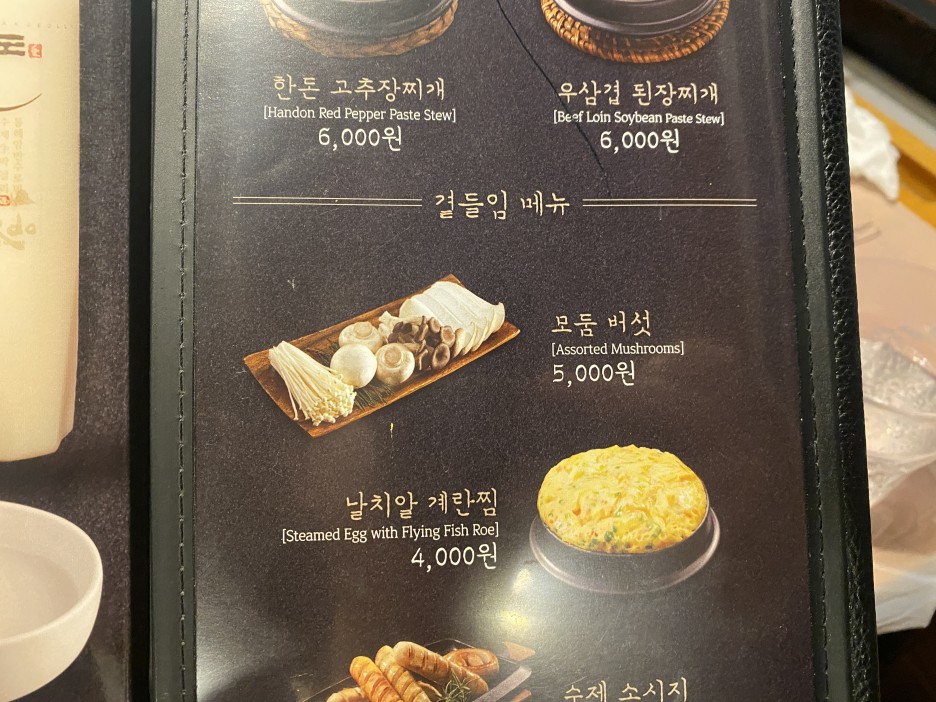 한돈 고추장찌개
[Handon Red Pepper Paste Stew]
6,000원
우삼겹 된장찌개
[Beef Loin Soybean Paste Stew]
6,000원
곁들임 메뉴
모둠 버섯
[Assorted Mushrooms]
5,000원
날치알 계란찜
[Steamed Egg with Flying Fish Roe]
4,000원
수제 소시지